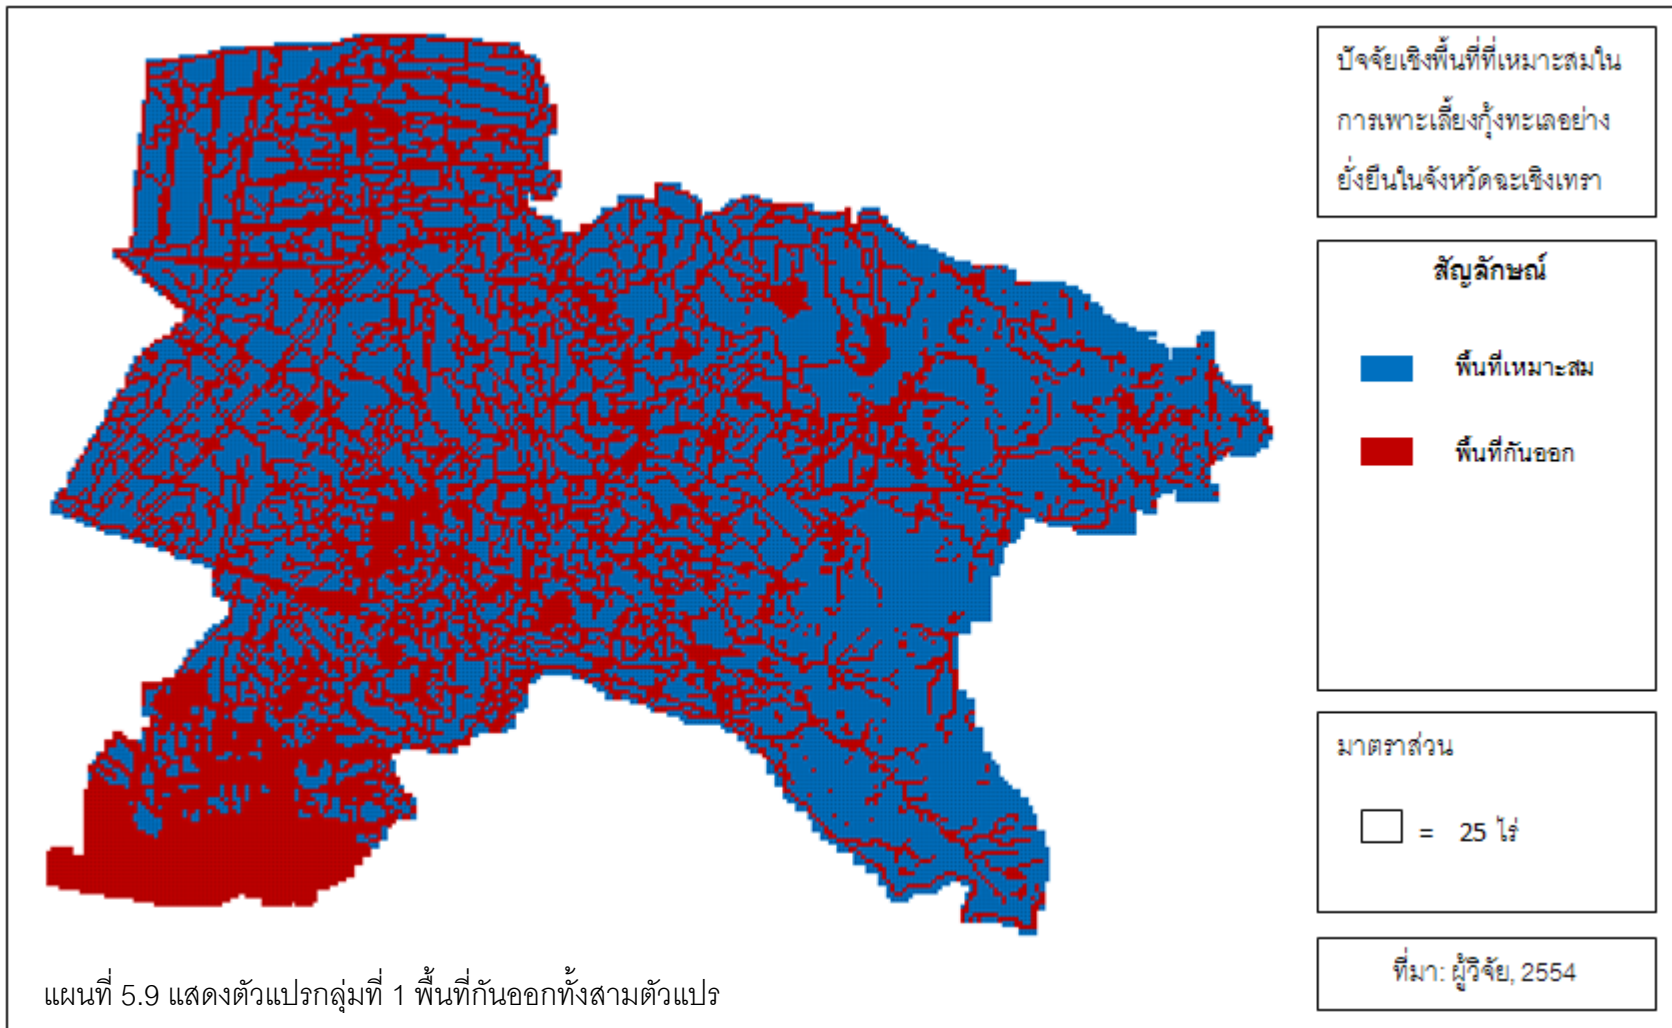 ปัจจัยเชิงพื้นที่ที่เหมาะสมใน
การเพาะเลี้ยงกุ้งทะเลอย่าง
ยั่งยืนในจังหวัดฉะเชิงเทรา
สัญลักษณ์
พื้นที่เหมาะสม
พื้นที่กันออก
มาตราส่วน
= 25 ไร่
ที่มา: ผู้วิจัย, 2554
แผนที่ 5.9 แสดงตัวแปรกลุ่มที่ 1 พื้นที่กันออกทั้งสามตัวแปร